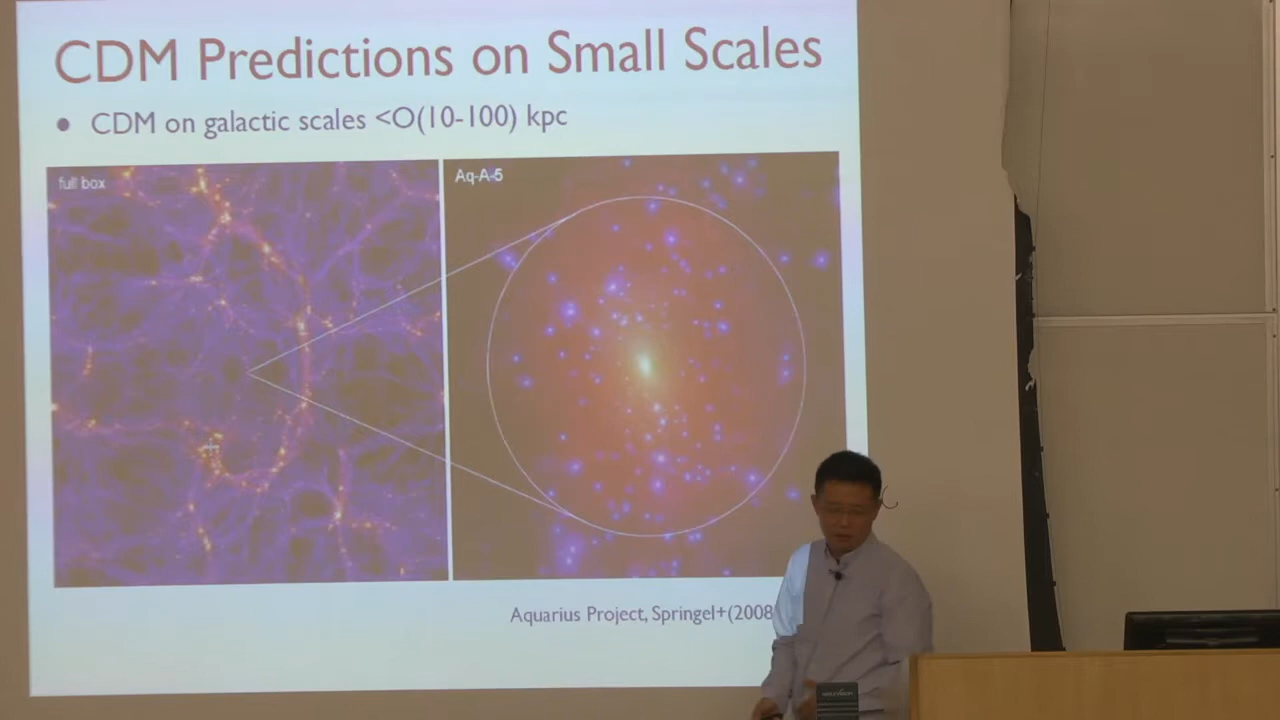 CDM Predictions on Small Scales
• CDM on galactic scales <O(10-100) kpc
full box
Aq-A-5
Aquarius Project, Springel+(2008